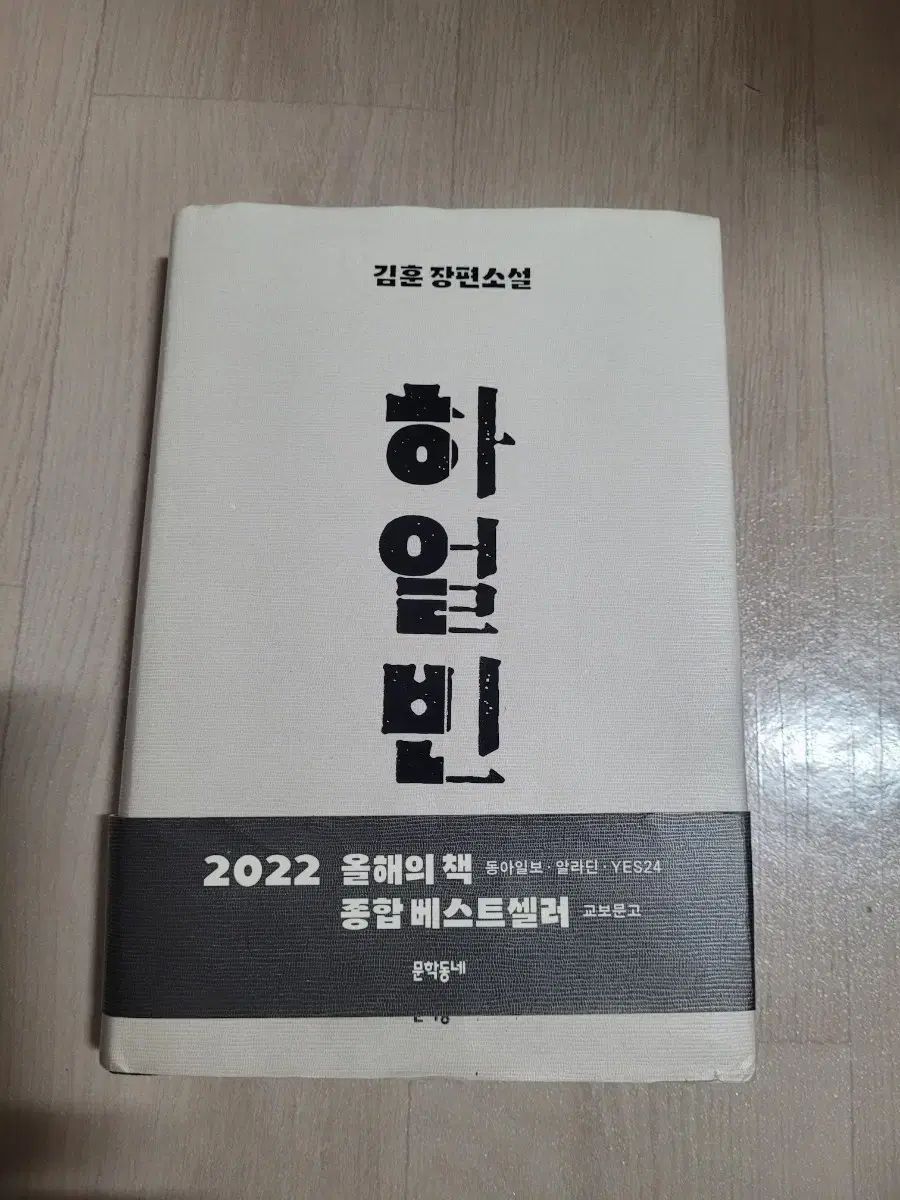 김훈 장편소설
하얼빈
2022 올해의 책 동아일보·알라딘·YES24
종합 베스트셀러 교보문고
문학동네